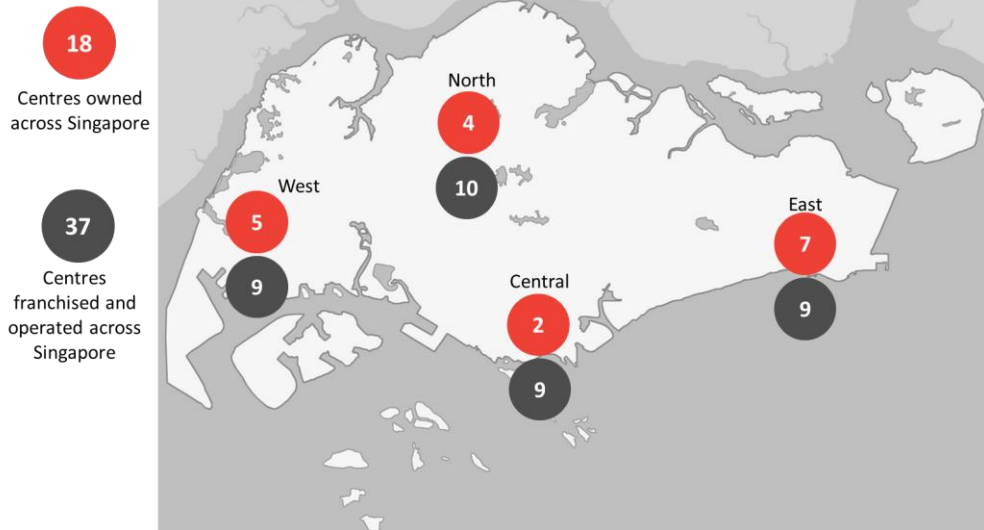 18
Centres owned
across Singapore
37
Centres
franchised and
operated across
Singapore
North
4
10
West
5
9
Central
2
9
East
7
9